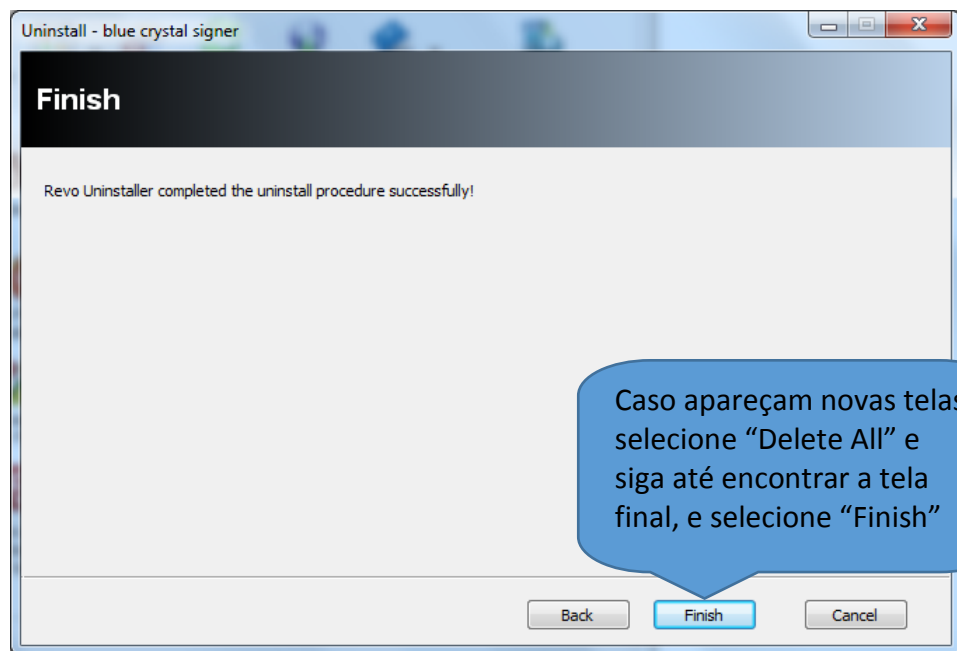 Uninstall - blue crystal signer
Finish
Revo Uninstaller completed the uninstall procedure successfully!
Caso apareçam novas telas
selecione “Delete All” e
siga até encontrar a tela
final, e selecione “Finish”
Back Finish Cancel